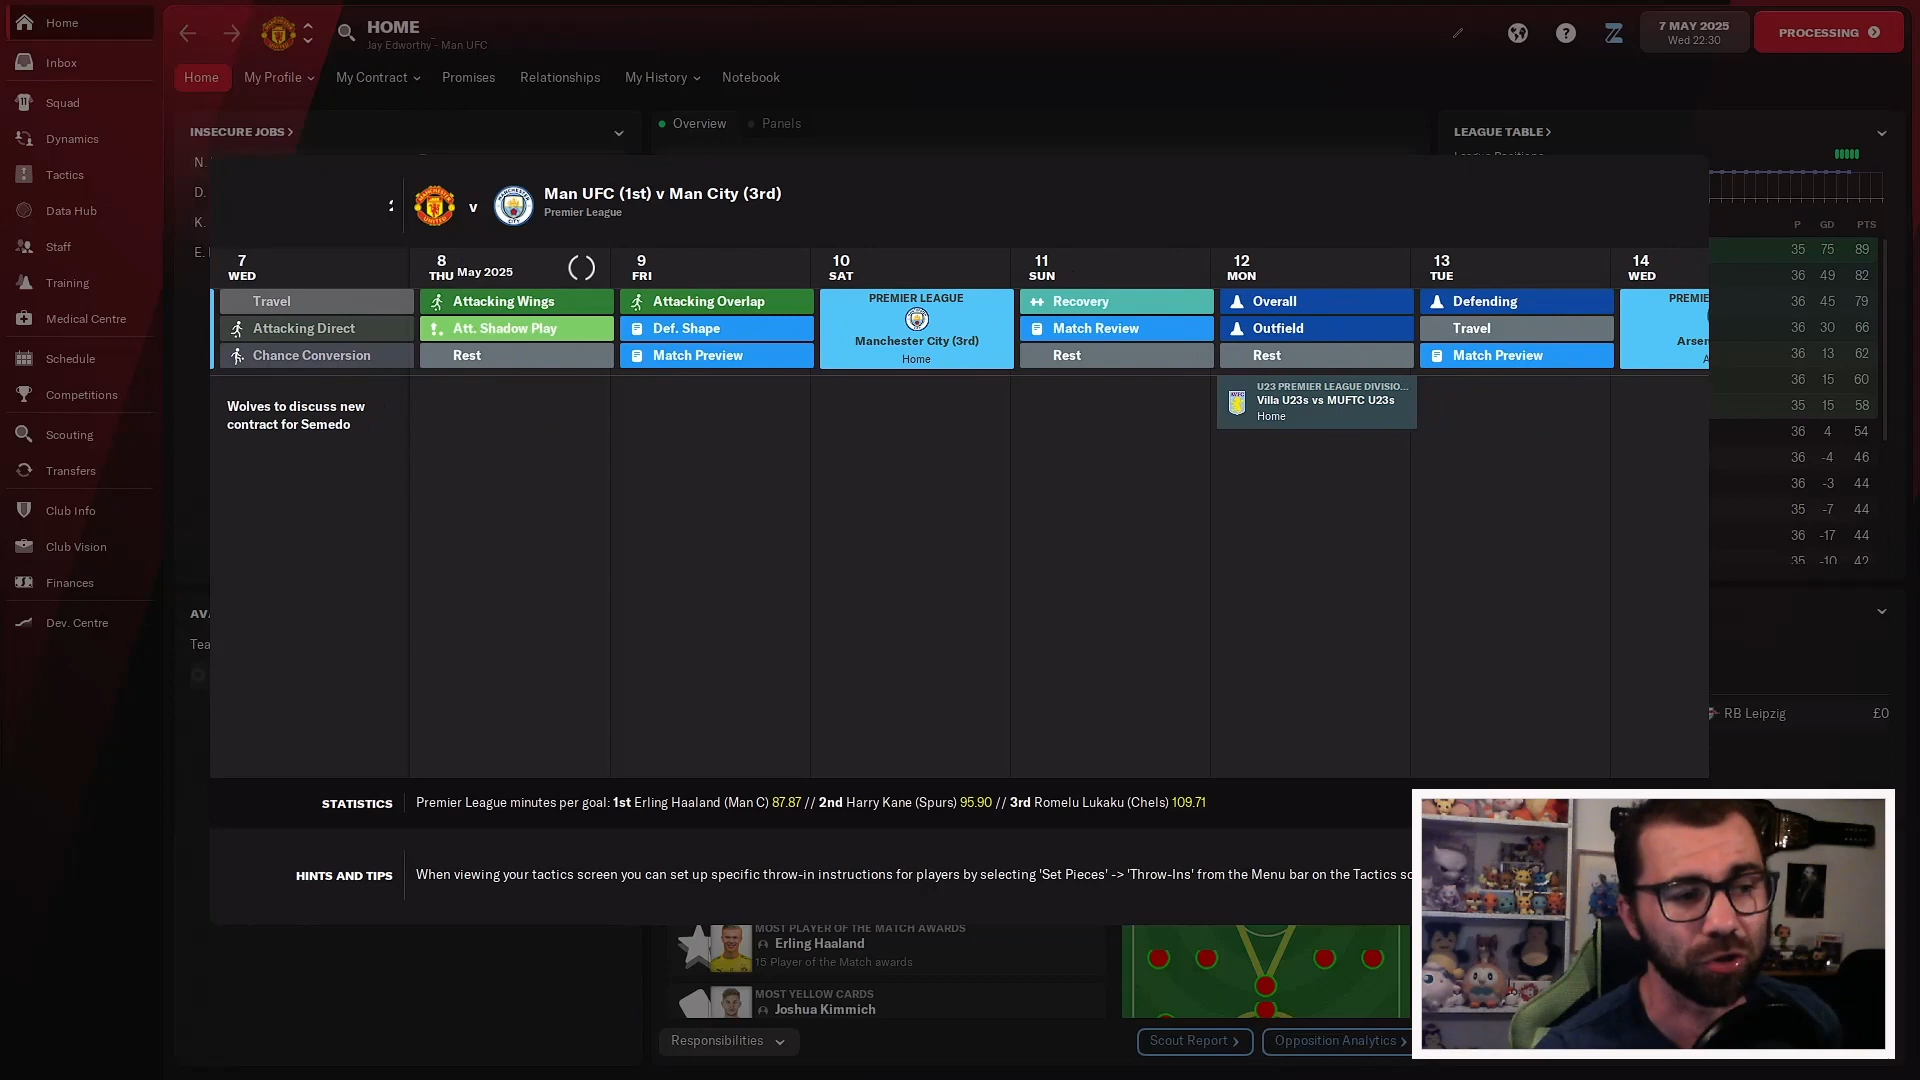 Home
HOME
Jay Edworthy - Man UFC
7 MAY 2025
Wed 22:30
PROCESSING
Inbox
Squad
Dynamics
Tactics
Data Hub
Staff
Training
Medical Centre
Schedule
Competitions
Scouting
Transfers
Club Info
Club Vision
Finances
Dev. Centre
Home
My Profile
My Contract
Promises
Relationships
My History
Notebook
INSECURE JOBS >
N.
D.
K.
E.
Overview
Panels
LEAGUE TABLE >
Man UFC (1st) v Man City (3rd)
Premier League
v
7 WED
8 THU May 2025
9 FRI
10 SAT
11 SUN
12 MON
13 TUE
14 WED
Travel
Attacking Direct
Chance Conversion
Attacking Wings
Att. Shadow Play
Rest
Attacking Overlap
Def. Shape
Match Preview
PREMIER LEAGUE
Manchester City (3rd)
Home
Recovery
Match Review
Rest
Overall
Outfield
Rest
Defending
Travel
Match Preview
PREMIE
Arsen
A
Wolves to discuss new
contract for Semedo
U23 PREMIER LEAGUE DIVISIO...
Villa U23s vs MUFTC U23s
Home
P GD PTS
35 75 89
36 49 82
36 45 79
36 30 66
36 13 62
36 15 60
35 15 58
36 4 54
36 -4 46
36 -3 44
35 -7 44
36 -17 44
35 -10 42
AV
Tea
RB Leipzig £0
STATISTICS
Premier League minutes per goal: 1st Erling Haaland (Man C) 87.87 // 2nd Harry Kane (Spurs) 95.90 // 3rd Romelu Lukaku (Chels) 109.71
HINTS AND TIPS
When viewing your tactics screen you can set up specific throw-in instructions for players by selecting 'Set Pieces' -> 'Throw-Ins' from the Menu bar on the Tactics sc
MOST PLAYER OF THE MATCH AWARDS
Erling Haaland
15 Player of the Match awards
MOST YELLOW CARDS
Joshua Kimmich
Responsibilities
Scout Report >
Opposition Analytics >